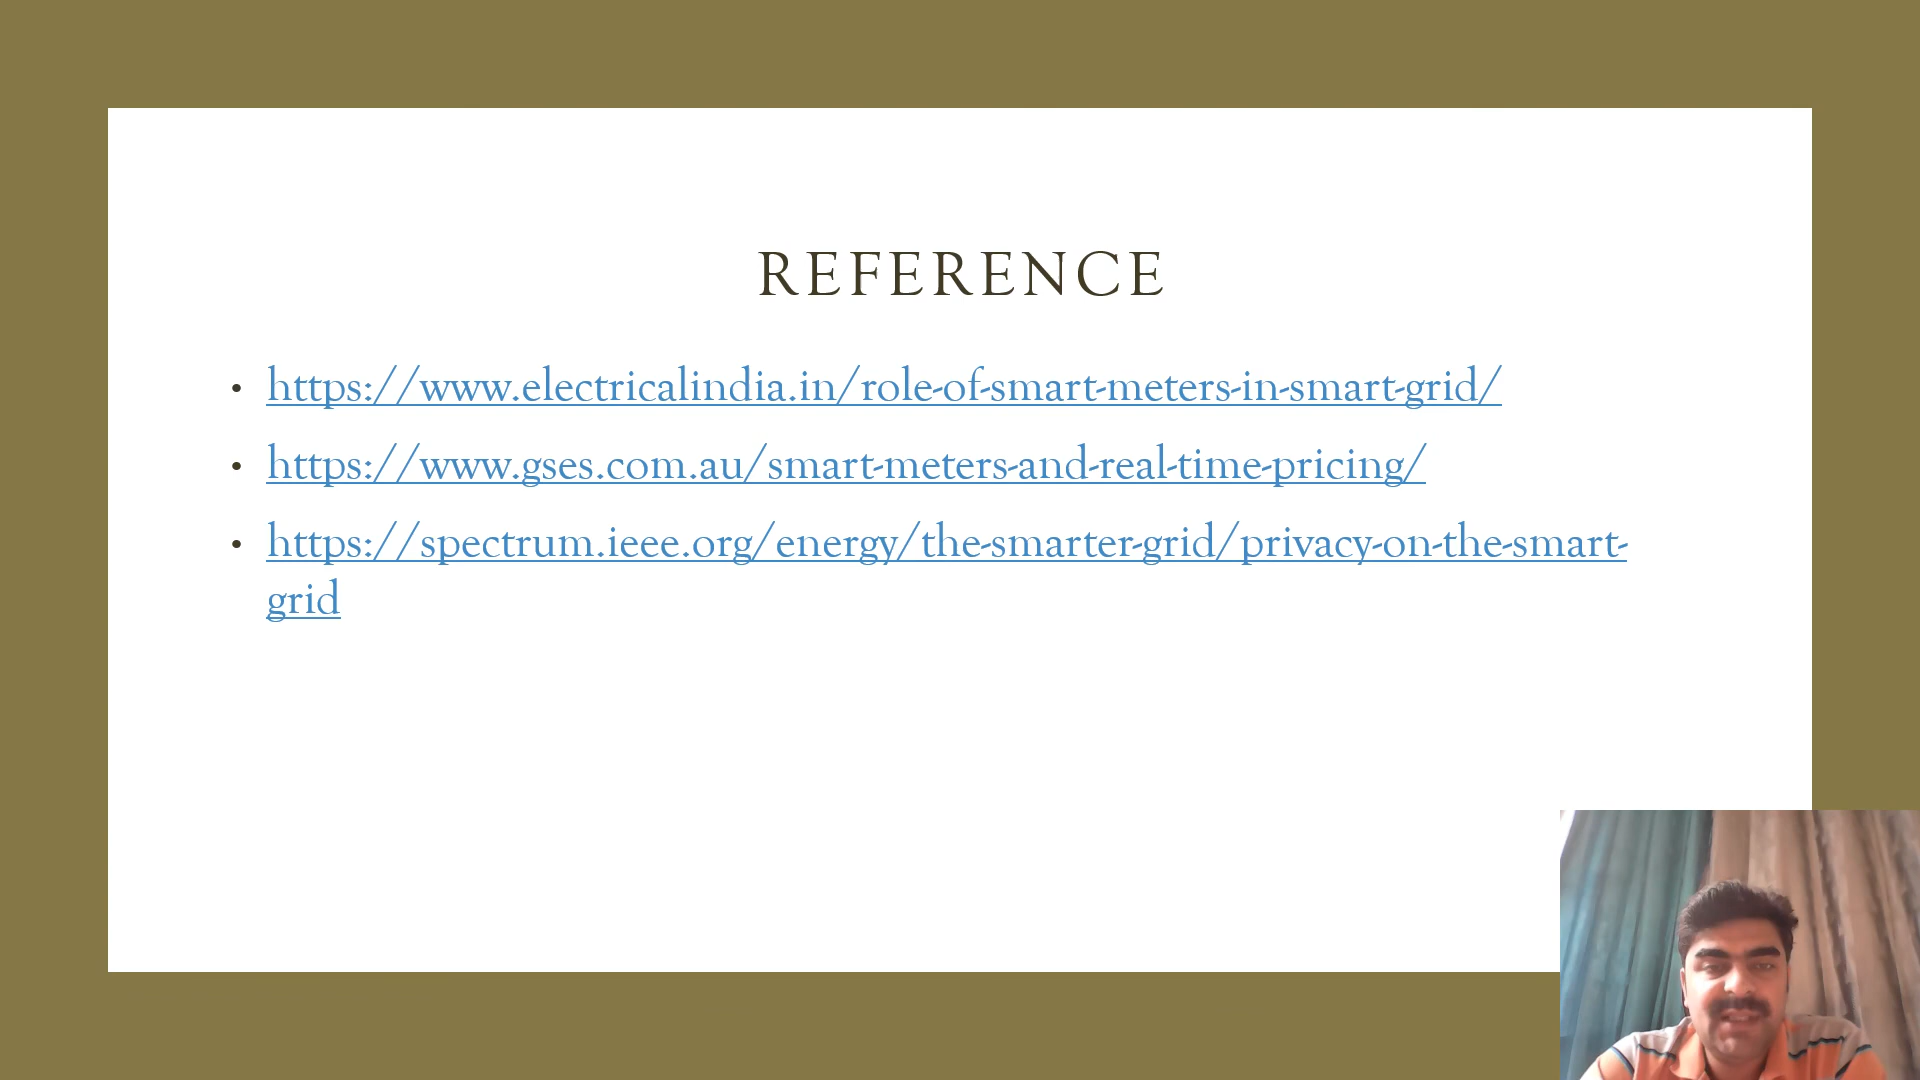 REFERENCE
• https://www.electricalindia.in/role-of-smart-meters-in-smart-grid/
• https://www.gses.com.au/smart-meters-and-real-time-pricing/
• https://spectrum.ieee.org/energy/the-smarter-grid/privacy-on-the-smart-
grid